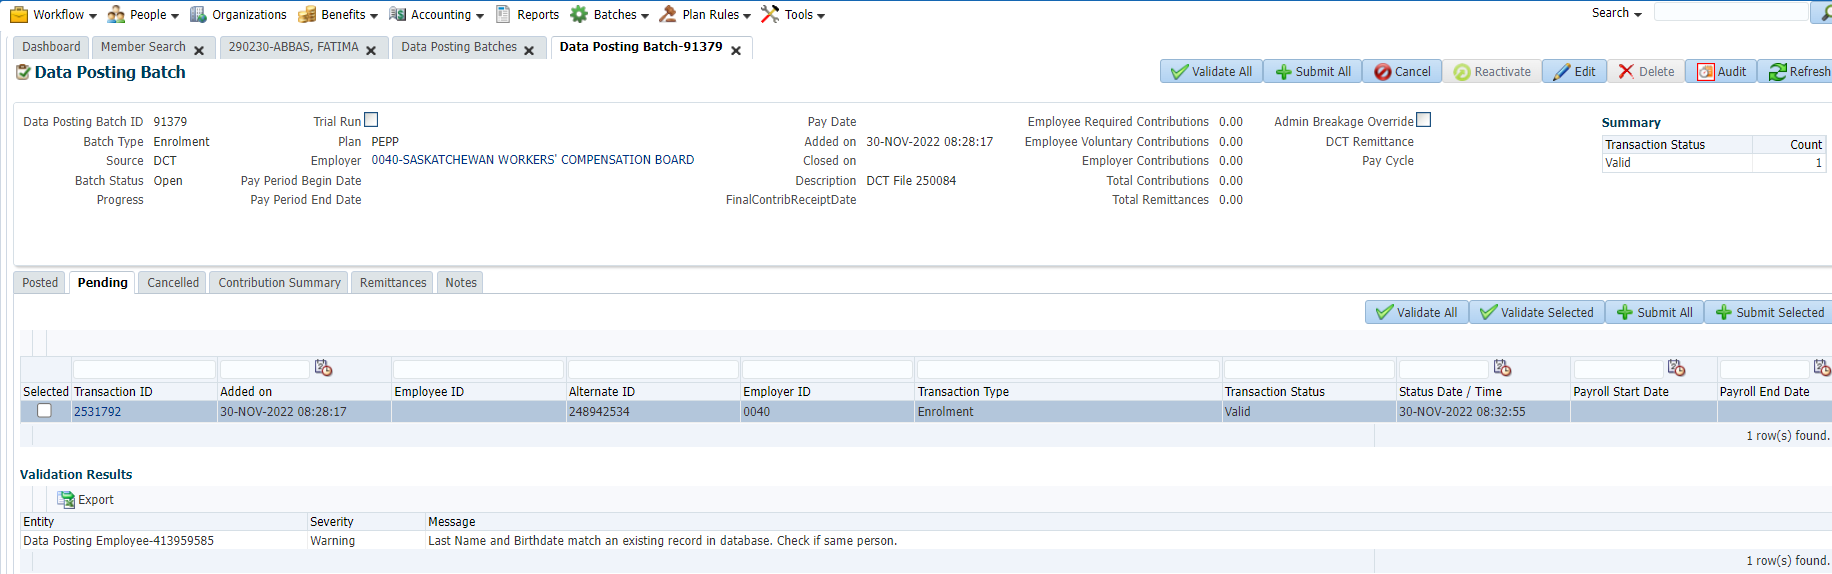 Workflow People Organizations Benefits Accounting Reports Batches Plan Rules Tools Search
Dashboard Member Search 290230-ABBAS, FATIMA Data Posting Batches Data Posting Batch-91379
Data Posting Batch Validate All Submit All Cancel Reactivate Edit Delete Audit Refresh
Data Posting Batch ID 91379 Trial Run Pay Date Employee Required Contributions 0.00 Admin Breakage Override Summary
Batch Type Enrolment Plan PEPP Added on 30-NOV-2022 08:28:17 Employee Voluntary Contributions 0.00 DCT Remittance Transaction Status Count
Source DCT Employer 0040-SASKATCHEWAN WORKERS' COMPENSATION BOARD Closed on Employer Contributions 0.00 Pay Cycle Valid 1
Batch Status Open Pay Period Begin Date Description DCT File 250084 Total Contributions 0.00
Progress Pay Period End Date FinalContribReceiptDate Total Remittances 0.00
Posted Pending Cancelled Contribution Summary Remittances Notes
Validate All Validate Selected Submit All Submit Selected
Selected Transaction ID Added on Employee ID Alternate ID Employer ID Transaction Type Transaction Status Status Date / Time Payroll Start Date Payroll End Date
2531792 30-NOV-2022 08:28:17 248942534 0040 Enrolment Valid 30-NOV-2022 08:32:55
1 row(s) found.
Validation Results
Export
Entity Severity Message
Data Posting Employee-413959585 Warning Last Name and Birthdate match an existing record in database. Check if same person.
1 row(s) found.